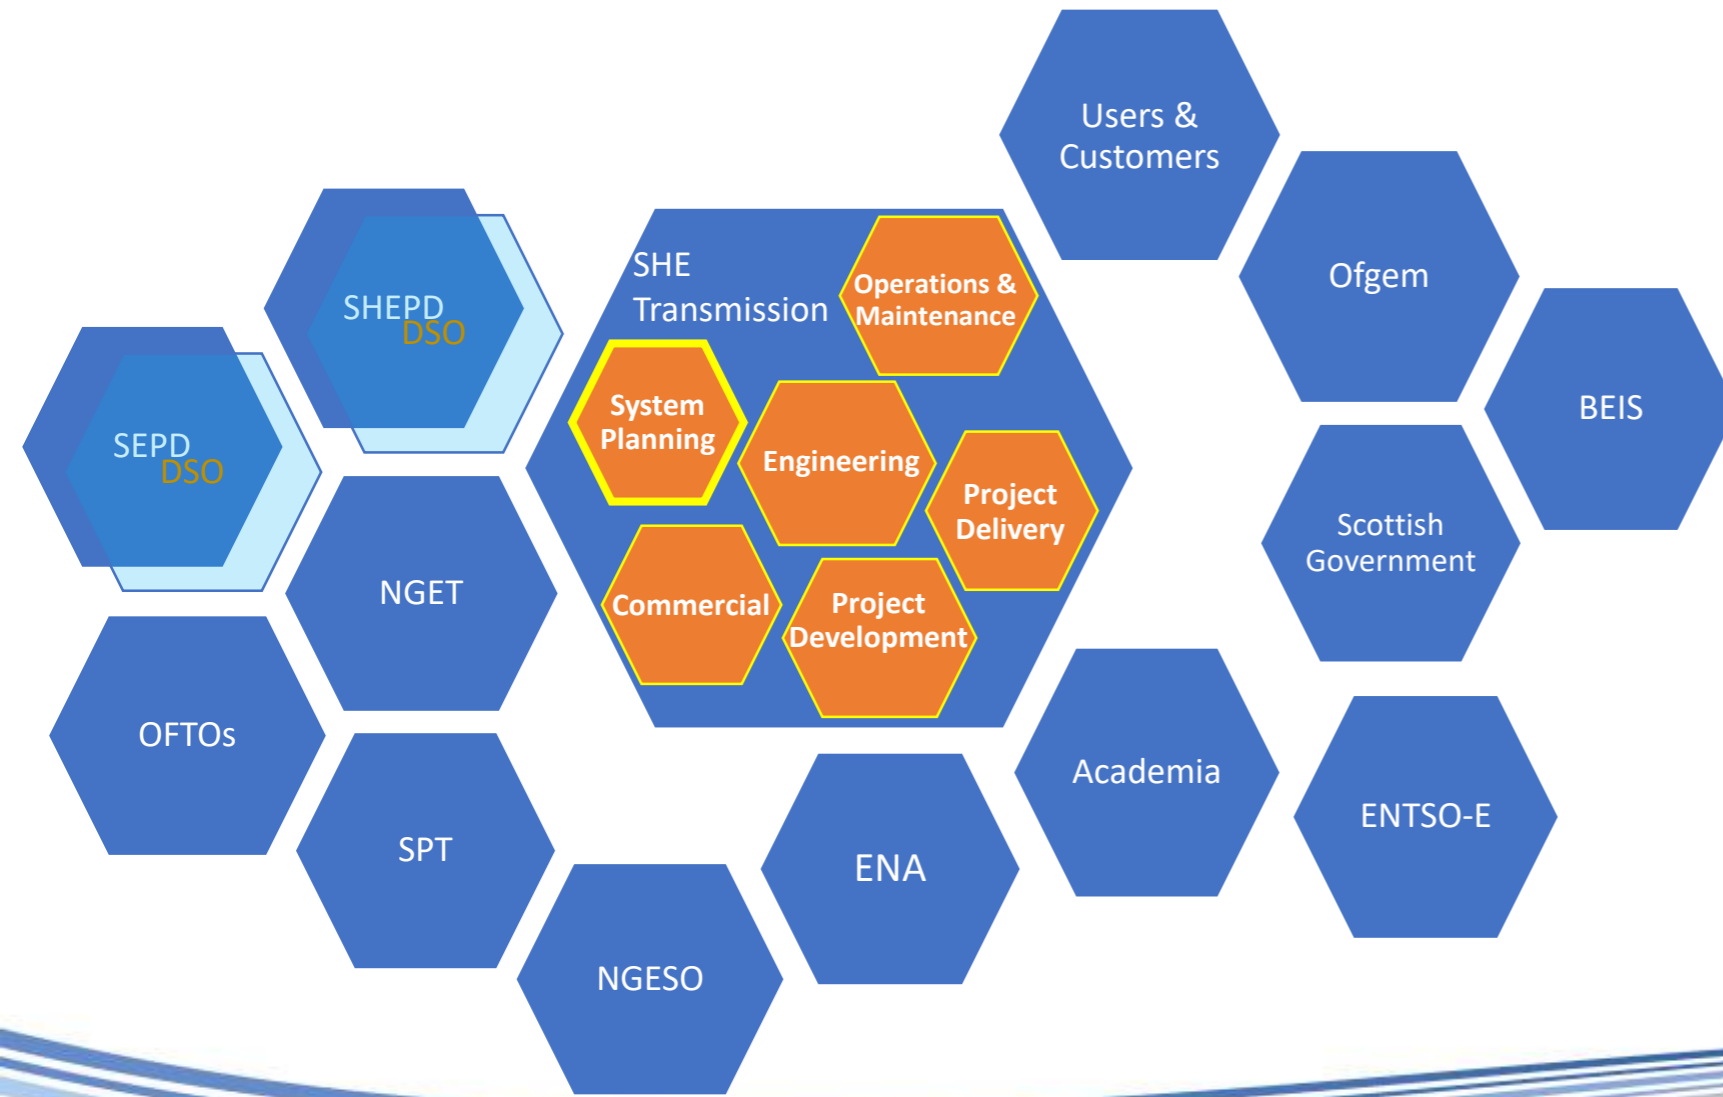 Users &
Customers
Ofgem
BEIS
Scottish
Government
SHE
Transmission
Operations &
Maintenance
System
Planning
Engineering
Project
Delivery
Commercial
Project
Development
SHEPD
DSO
SEPD
DSO
NGET
OFTOs
SPT
NGESO
ENA
Academia
ENTSO-E